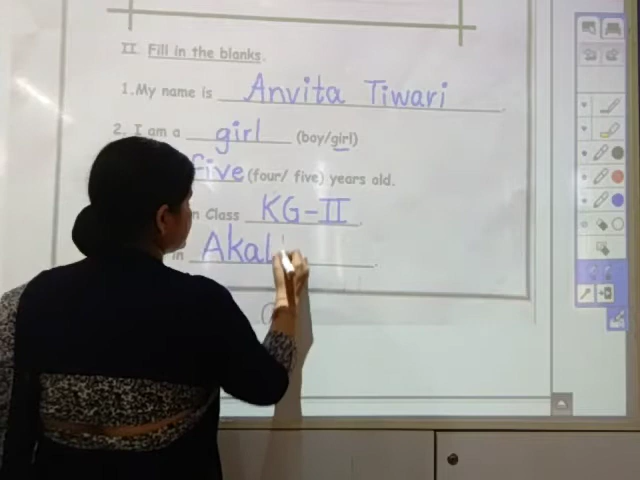 II. Fill in the blanks.
1.My name is Anvita Tiwari.
2. I am a girl (boy/girl)
five (four/ five) years old.
n Class KG-II.
in Akal